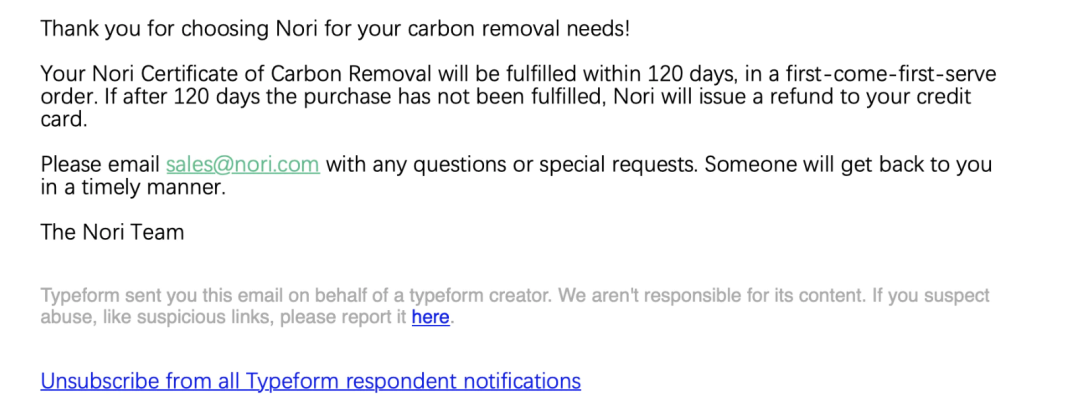 Thank you for choosing Nori for your carbon removal needs!
Your Nori Certificate of Carbon Removal will be fulfilled within 120 days, in a first-come-first-serve
order. If after 120 days the purchase has not been fulfilled, Nori will issue a refund to your credit
card.
Please email sales@nori.com with any questions or special requests. Someone will get back to you
in a timely manner.
The Nori Team
Typeform sent you this email on behalf of a typeform creator. We aren't responsible for its content. If you suspect
abuse, like suspicious links, please report it here.
Unsubscribe from all Typeform respondent notifications